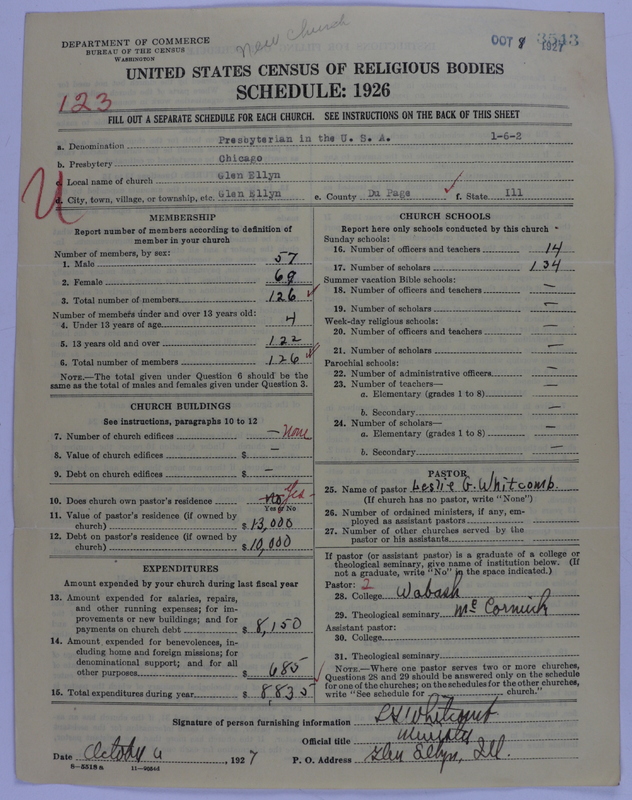 new church
DEPARTMENT OF COMMERCE
BUREAU OF THE CENSUS
WASHINGTON
OCT 8 1927
3543
UNITED STATES CENSUS OF RELIGIOUS BODIES
SCHEDULE: 1926
123
FILL OUT A SEPARATE SCHEDULE FOR EACH CHURCH. SEE INSTRUCTIONS ON THE BACK OF THIS SHEET
a. Denomination Presbyterian in the U. S. A. 1-6-2
b. Presbytery Chicago
c. Local name of church Glen Ellyn
d. City, town, village, or township, etc. Glen Ellyn e. County Du Page f. State Ill
MEMBERSHIP
Report number of members according to definition of
member in your church
Number of members, by sex:
1. Male 57
2. Female 69
3. Total number of members 126
Number of members under and over 13 years old:
4. Under 13 years of age 4
5. 13 years old and over 122
6. Total number of members 126
NOTE.—The total given under Question 6 should be
the same as the total of males and females given under Question 3.
CHURCH BUILDINGS
See instructions, paragraphs 10 to 12
7. Number of church edifices — None
8. Value of church edifices $ —
9. Debt on church edifices $ —
10. Does church own pastor's residence no Yes
Yes or No
11. Value of pastor's residence (if owned by
church) $ 13,000
12. Debt on pastor's residence (if owned by
church) $ 10,000
EXPENDITURES
Amount expended by your church during last fiscal year
13. Amount expended for salaries, repairs,
and other running expenses; for im-
provements or new buildings; and for
payments on church debt $ 8,150
14. Amount expended for benevolences, in-
cluding home and foreign missions; for
denominational support; and for all
other purposes $ 685
15. Total expenditures during year $ 8,835
CHURCH SCHOOLS
Report here only schools conducted by this church
Sunday schools:
16. Number of officers and teachers 14
17. Number of scholars 134
Summer vacation Bible schools:
18. Number of officers and teachers —
19. Number of scholars —
Week-day religious schools:
20. Number of officers and teachers —
21. Number of scholars —
Parochial schools:
22. Number of administrative officers —
23. Number of teachers—
a. Elementary (grades 1 to 8) —
b. Secondary —
24. Number of scholars—
a. Elementary (grades 1 to 8) —
b. Secondary —
PASTOR
25. Name of pastor Leslie G. Whitcomb.
(If church has no pastor, write "None")
26. Number of ordained ministers, if any, em-
ployed as assistant pastors
27. Number of other churches served by the
pastor or his assistants
If pastor (or assistant pastor) is a graduate of a college or
theological seminary, give name of institution below. (If
not a graduate, write "No" in the space indicated.)
Pastor: 2
28. College Wabash
29. Theological seminary McCormick
Assistant pastor:
30. College
31. Theological seminary
NOTE.—Where one pastor serves two or more churches,
Questions 28 and 29 should be answered only on the schedule
for one of the churches; on the schedules for the other churches,
write "See schedule for church."
Signature of person furnishing information L G Whitcomb
Official title Minister
Date October 6, 1927 P. O. Address Glen Ellyn, Ill.
8—5518a 11—9056d